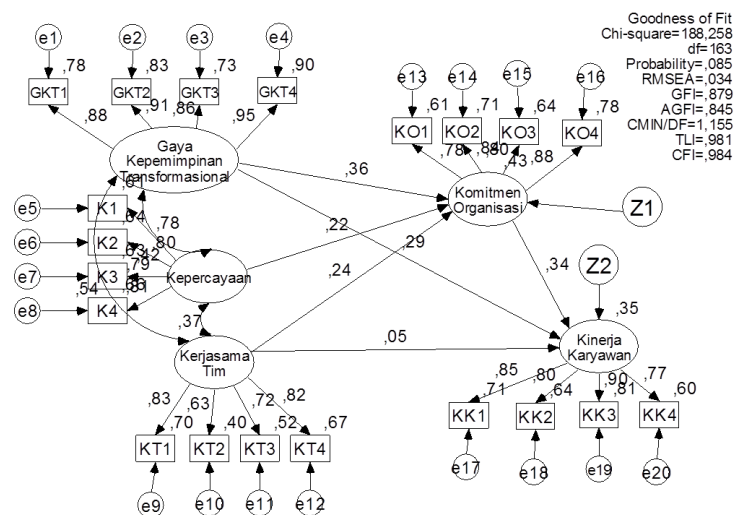 Goodness of Fit
Chi-square=188,258
df=163
Probability=,085
RMSEA=,034
GFI=,879
AGFI=,845
CMIN/DF=1,155
TLI=,981
CFI=,984
e1
e2
e3
e4
,78
,83
,73
,90
GKT1
GKT2
GKT3
GKT4
,88
,91
,86
,95
Gaya
Kepemimpinan
Transformasional
e13
e14
e15
e16
,61
,71
,64
,78
KO1
KO2
KO3
KO4
,78
,43
,88
Komitmen
Organisasi
Z1
,36
,22
,29
,24
,34
e5
e6
e7
e8
K1
K2
K3
K4
,78
,80
,79
,54
Kepercayaan
,37
Kerjasama
Tim
,05
Z2
,35
Kinerja
Karyawan
,83
,63
,72
,82
,70
,40
,52
,67
KT1
KT2
KT3
KT4
e9
e10
e11
e12
,85
,80
,90
,77
,71
,64
,81
,60
KK1
KK2
KK3
KK4
e17
e18
e19
e20